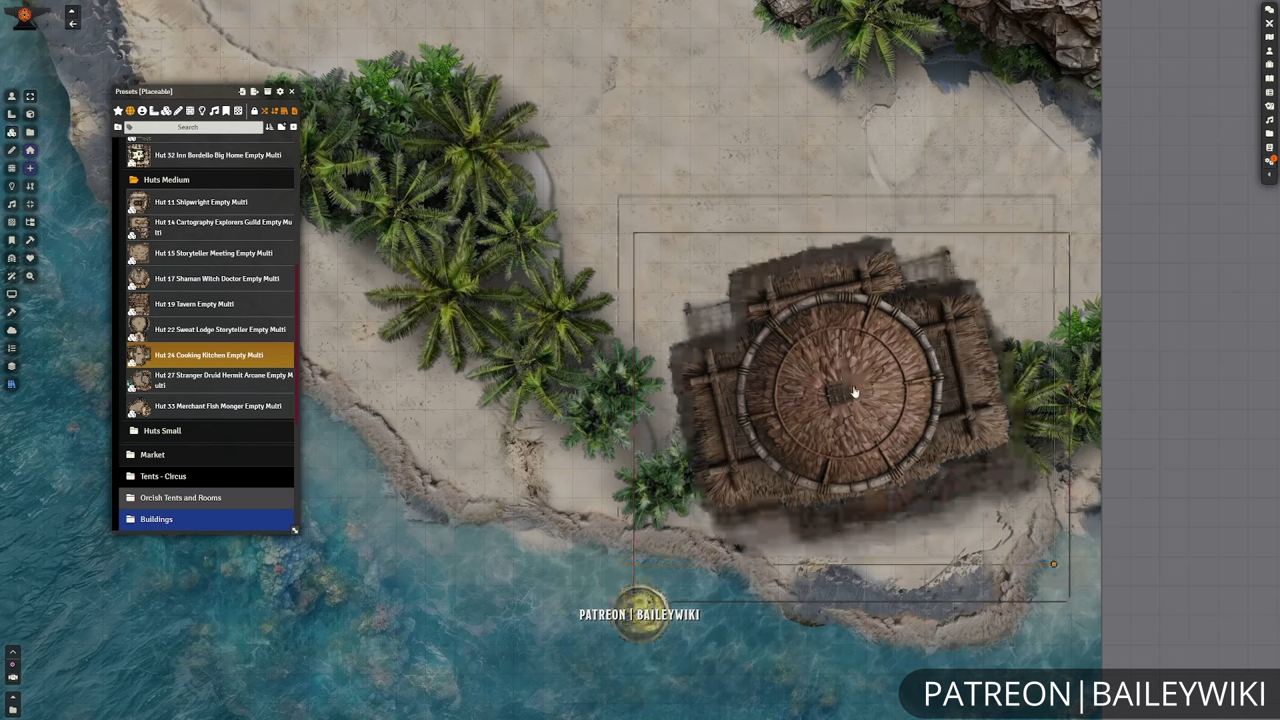 Presets [Placeable]
Search
Hut 32 Inn Bordello Big Home Empty Multi
Huts Medium
Hut 11 Shipwright Empty Multi
Hut 14 Cartography Explorers Guild Empty Mu
lti
Hut 15 Storyteller Meeting Empty Multi
Hut 17 Shaman Witch Doctor Empty Multi
Hut 19 Tavern Empty Multi
Hut 22 Sweat Lodge Storyteller Empty Multi
Hut 24 Cooking Kitchen Empty Multi
Hut 27 Stranger Druid Hermit Arcane Empty M
ulti
Hut 33 Merchant Fish Monger Empty Multi
Huts Small
Market
Tents - Circus
Orcish Tents and Rooms
Buildings
PATREON | BAILEYWIKI
PATREON | BAILEYWIKI